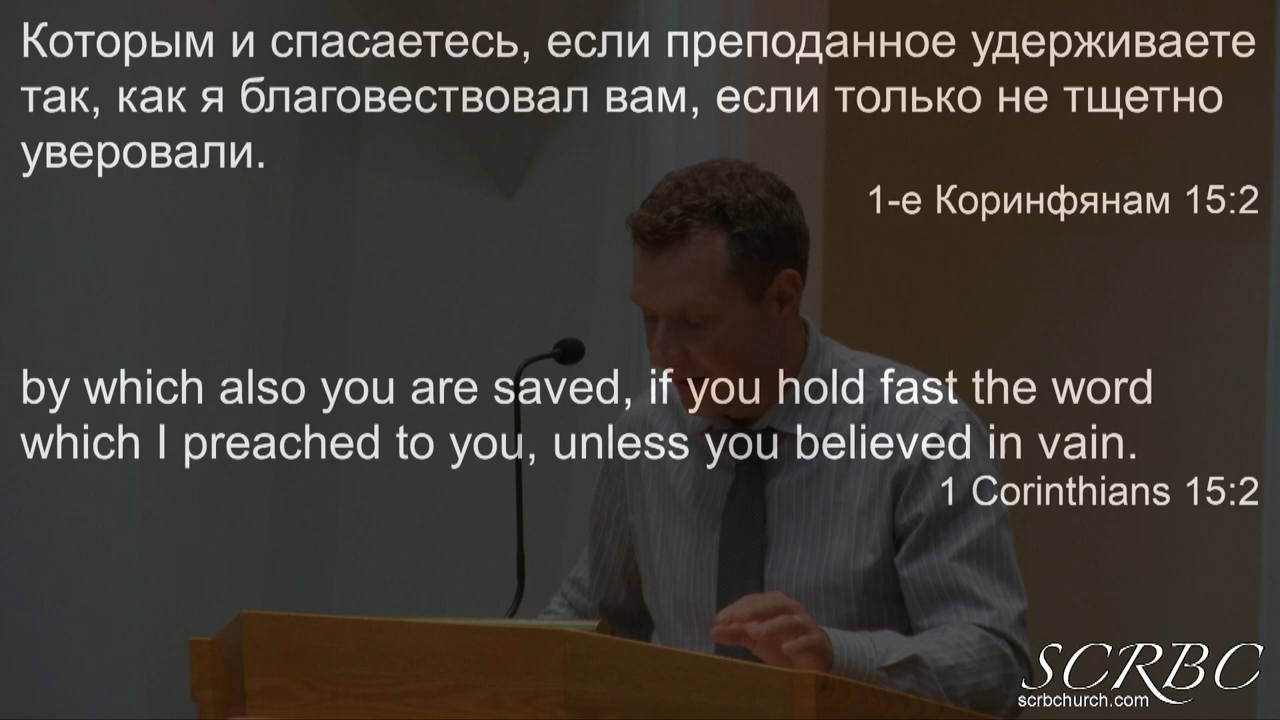 Которым и спасаетесь, если преподанное удерживаете
так, как я благовествовал вам, если только не тщетно
уверовали.
1-е Коринфянам 15:2
by which also you are saved, if you hold fast the word
which I preached to you, unless you believed in vain.
1 Corinthians 15:2
SCRBC
scrbchurch.com